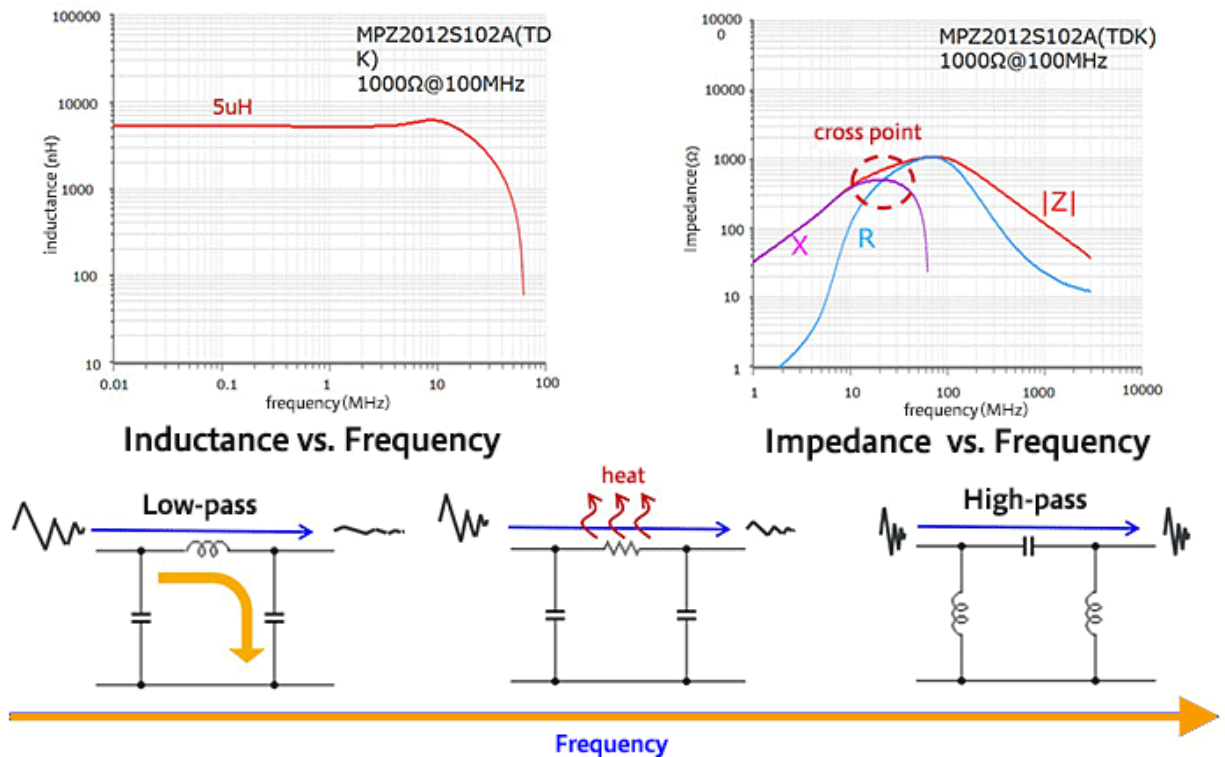 100000
10000
1000
100
10
0.01
0.1
1
10
100
inductance (nH)
frequency(MHz)
MPZ2012S102A(TD
K)
1000Ω@100MHz
5uH
10000
0
10000
1000
100
10
1
1
10
100
1000
10000
Impedance(Ω)
frequency(MHz)
MPZ2012S102A(TDK)
1000Ω@100MHz
cross point
|Z|
X
R
Inductance vs. Frequency
Impedance vs. Frequency
Low-pass
heat
High-pass
Frequency